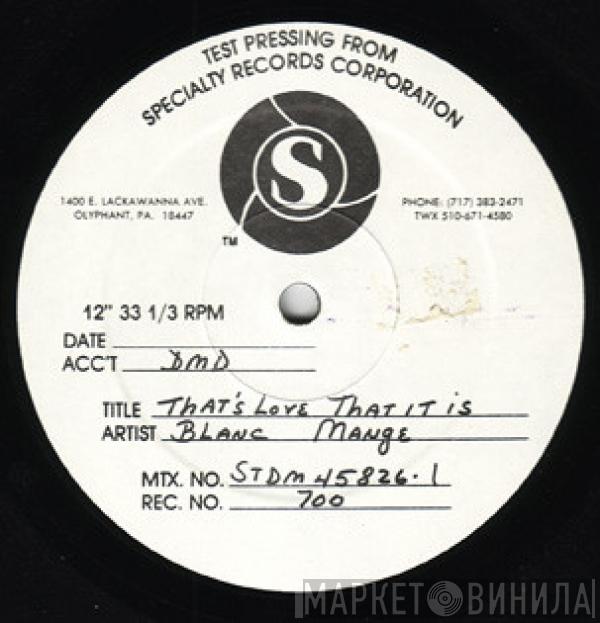 TEST PRESSING FROM
SPECIALTY RECORDS CORPORATION
S
1400 E. LACKAWANNA AVE.
OLYPHANT, PA. 18447
PHONE: (717) 383-2471
TWX 510-671-4580
TM
12" 33 1/3 RPM
DATE
ACC'T DMD
TITLE THAT'S LOVE THAT IT IS
ARTIST BLANC MANGE
MTX. NO. STDM 45826.1
REC. NO. 700
МАРКЕТ ВИНИЛА